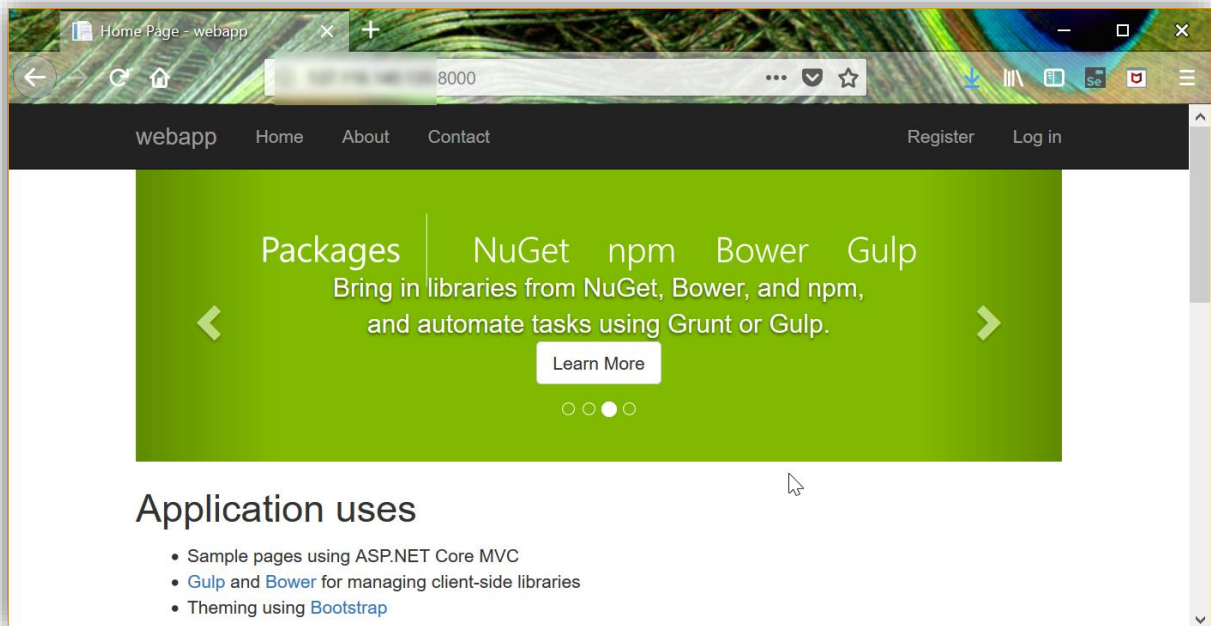 Home Page - webapp
8000
Se
webapp Home About Contact Register Log in
Packages NuGet npm Bower Gulp
Bring in libraries from NuGet, Bower, and npm,
and automate tasks using Grunt or Gulp.
Learn More
Application uses
Sample pages using ASP.NET Core MVC
Gulp and Bower for managing client-side libraries
Theming using Bootstrap